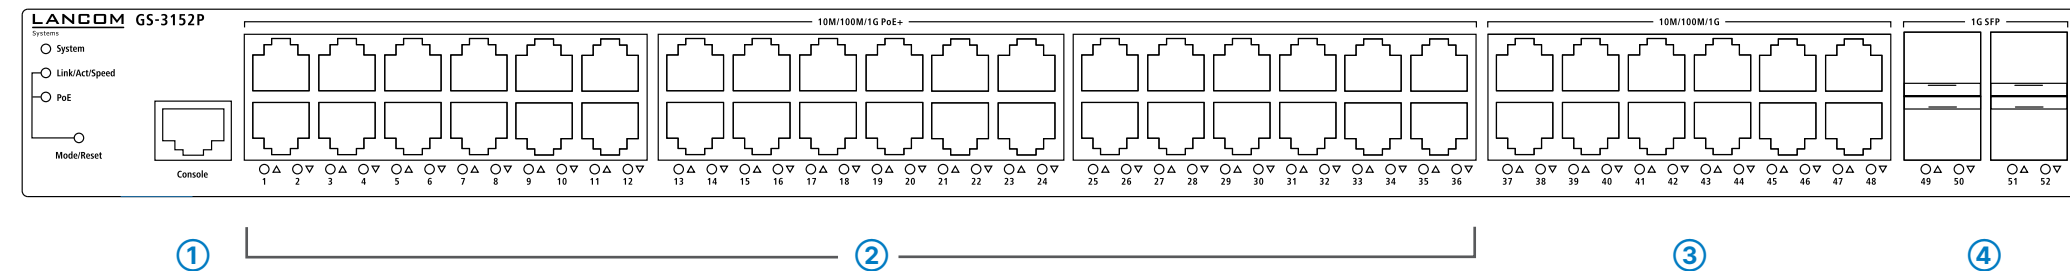 LANCOM GS-3152P
Systems
System
Link/Act/Speed
PoE
Mode/Reset
Console
10M/100M/1G PoE+
10M/100M/1G
1G SFP
1 2 3 4 5 6 7 8 9 10 11 12
13 14 15 16 17 18 19 20 21 22 23 24
25 26 27 28 29 30 31 32 33 34 35 36
37 38 39 40 41 42 43 44 45 46 47 48
49 50 51 52
① ② ③ ④